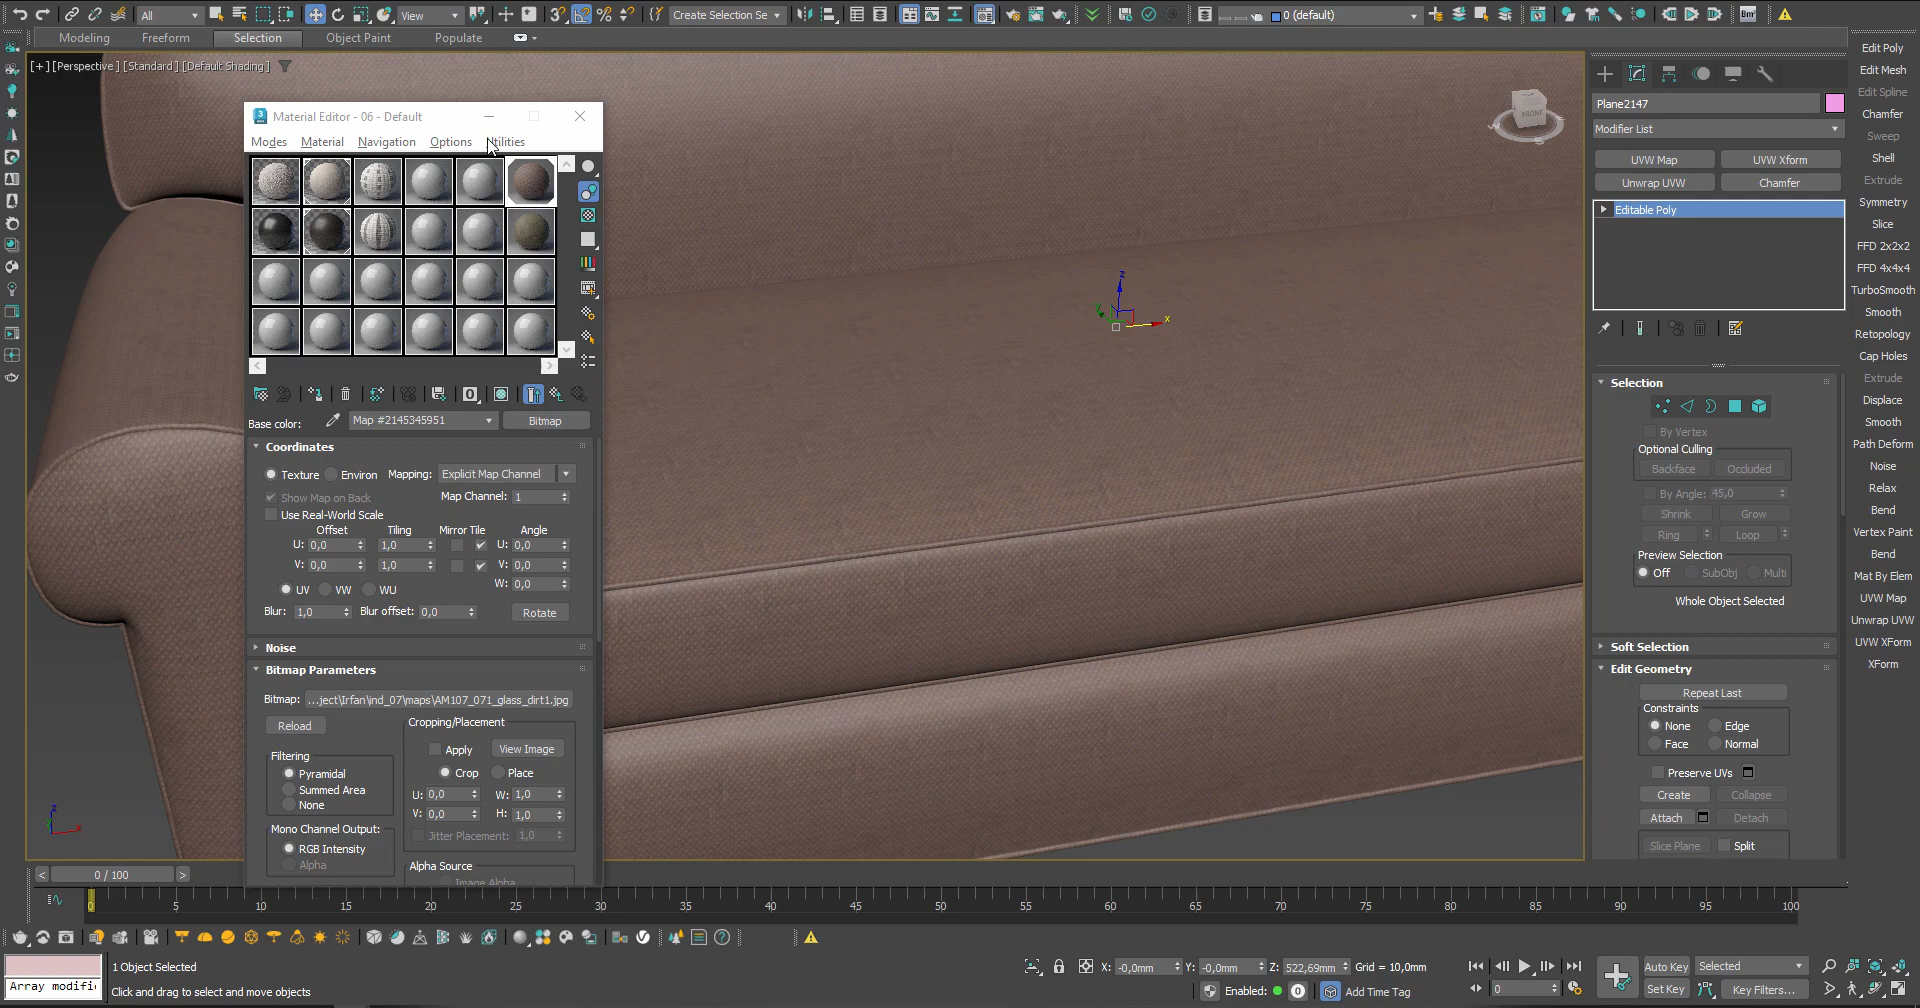 All
View
Create Selection Se
0 (default)
Bm
Modeling
Freeform
Selection
Object Paint
Populate
[+] [Perspective ] [Standard ] [Default Shading ]
FRONT
S
Material Editor - 06 - Default
Modes
Material
Navigation
Options
Base color:
Map #2145345951
Bitmap
Coordinates
Texture
Environ
Mapping:
Explicit Map Channel
Show Map on Back
Map Channel:
1
Use Real-World Scale
Offset
Tiling
Mirror Tile
Angle
U: 0,0
1,0
U: 0,0
V: 0,0
1,0
V: 0,0
W: 0,0
UV
VW
WU
Blur: 1,0
Blur offset: 0,0
Rotate
Noise
Bitmap Parameters
Bitmap: ...ject\Irfan\ind_07\maps\AM107_071_glass_dirt1.jpg
Reload
Cropping/Placement
Apply
View Image
Filtering
Pyramidal
Crop
Place
Summed Area
U: 0,0
W: 1,0
None
V: 0,0
H: 1,0
Mono Channel Output:
Jitter Placement: 1,0
RGB Intensity
Alpha
Alpha Source
Image Alpha
z
x
y
z
x
Plane2147
Modifier List
UVW Map
UVW Xform
Unwrap UVW
Chamfer
Editable Poly
Selection
By Vertex
Optional Culling
Backface
Occluded
By Angle: 45,0
Shrink
Grow
Ring
Loop
Preview Selection
Off
SubObj
Multi
Whole Object Selected
Soft Selection
Edit Geometry
Repeat Last
Constraints
None
Edge
Face
Normal
Preserve UVs
Create
Collapse
Attach
Detach
Slice Plane
Split
Edit Poly
Edit Mesh
Edit Spline
Chamfer
Sweep
Shell
Extrude
Symmetry
Slice
FFD 2x2x2
FFD 4x4x4
TurboSmooth
Smooth
Retopology
Cap Holes
Extrude
Displace
Smooth
Path Deform
Noise
Relax
Bend
Vertex Paint
Bend
Mat By Elem
UVW Map
Unwrap UVW
UVW XForm
XForm
0 / 100
0 5 10 15 20 25 30 35 40 45 50 55 60 65 70 75 80 85 90 95 100
1 Object Selected
X: -0,0mm
Y: -0,0mm
Z: 522,69mm
Grid = 10,0mm
Auto Key
Selected
Array modifi
Click and drag to select and move objects
Enabled:
0
Add Time Tag
0
Set Key
Key Filters...